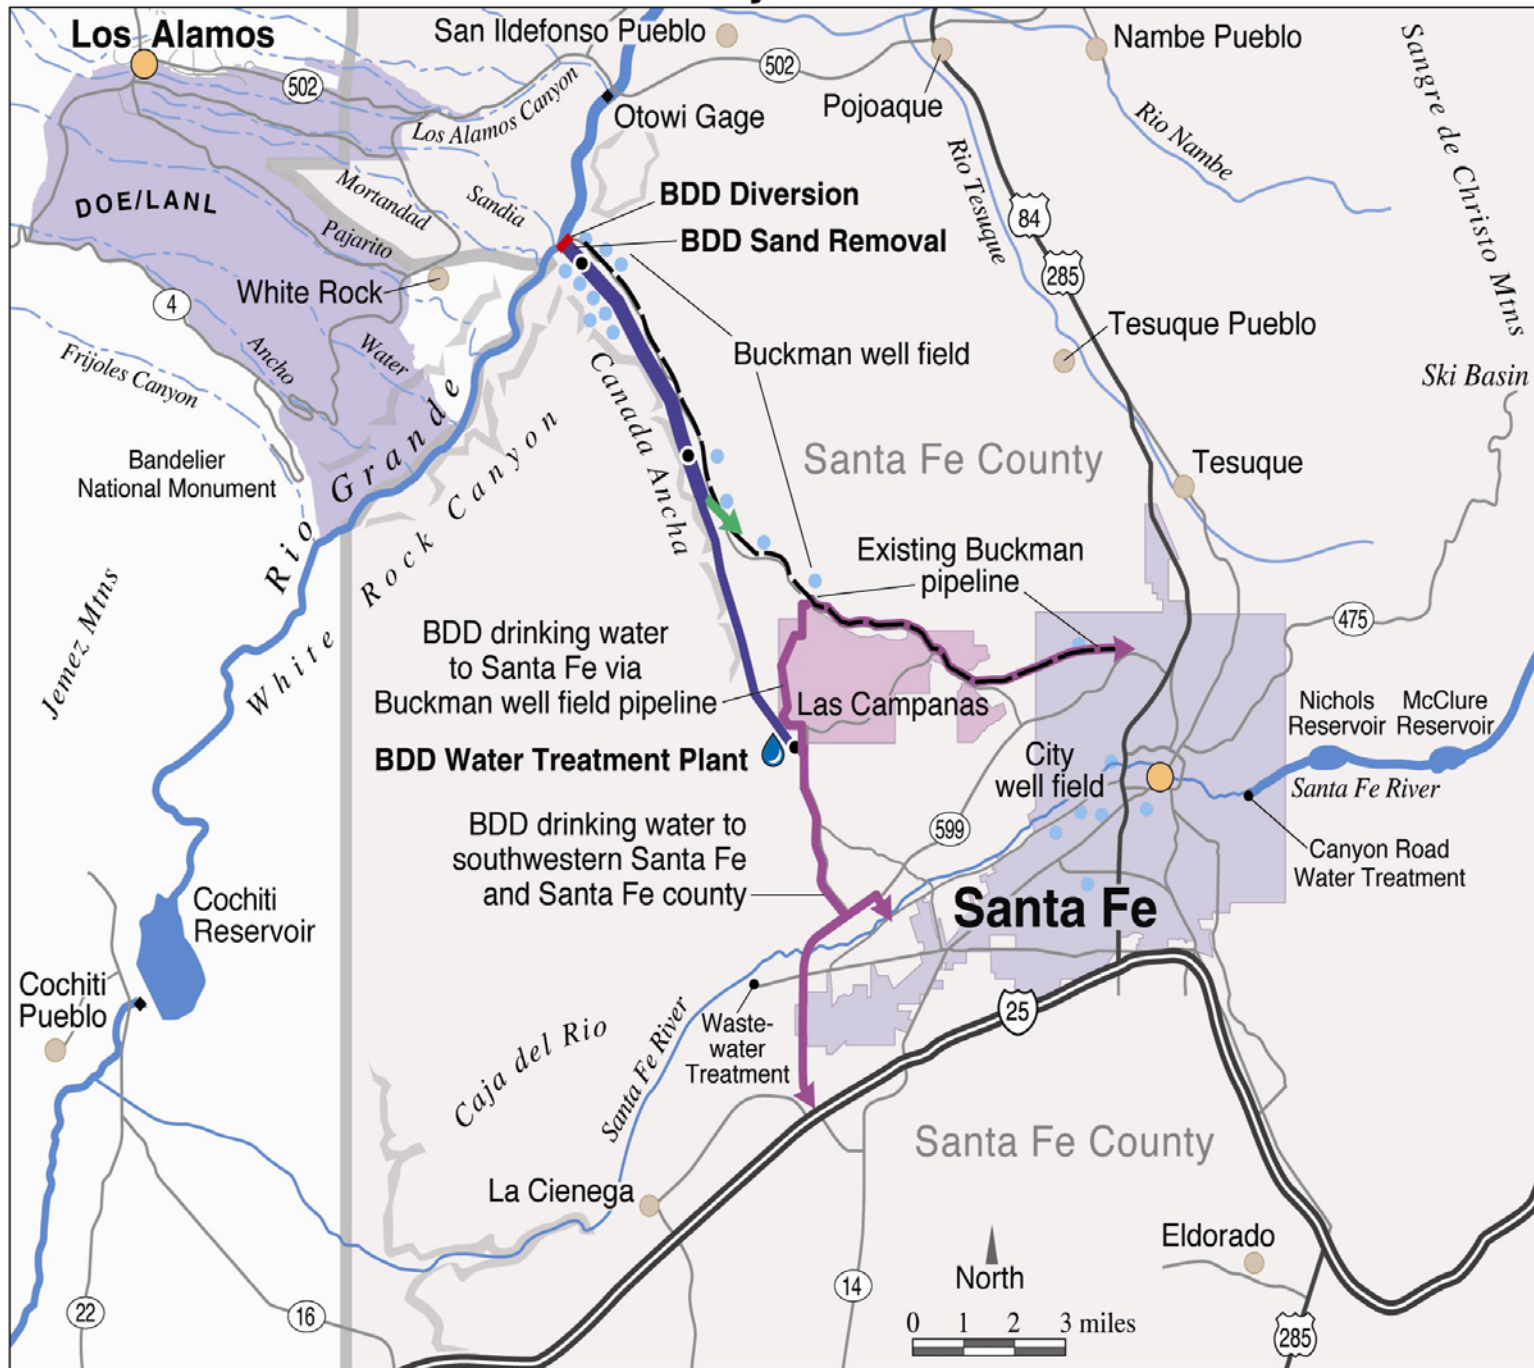 Los Alamos
San Ildefonso Pueblo
Nambe Pueblo
502
502
Pojoaque
Otowi Gage
Los Alamos Canyon
Rio Nambe
Sangre de Christo Mtns
Rio Tesuque
DOE/LANL
Mortandad
Sandia
BDD Diversion
BDD Sand Removal
84
285
Pajarito
White Rock
4
Tesuque Pueblo
Buckman well field
Ancho
Water
Frijoles Canyon
Canada Ancha
Ski Basin
Rio Grande
White Rock Canyon
Bandelier
National Monument
Santa Fe County
Tesuque
Existing Buckman
pipeline
Jemez Mtns
475
BDD drinking water
to Santa Fe via
Buckman well field pipeline
Las Campanas
Nichols
Reservoir
McClure
Reservoir
BDD Water Treatment Plant
City
well field
Santa Fe River
BDD drinking water to
southwestern Santa Fe
and Santa Fe county
599
Canyon Road
Water Treatment
Santa Fe
Cochiti
Reservoir
Cochiti
Pueblo
25
Waste-
water
Treatment
Caja del Rio
Santa Fe River
Santa Fe County
La Cienega
Eldorado
North
14
22
16
0 1 2 3 miles
285